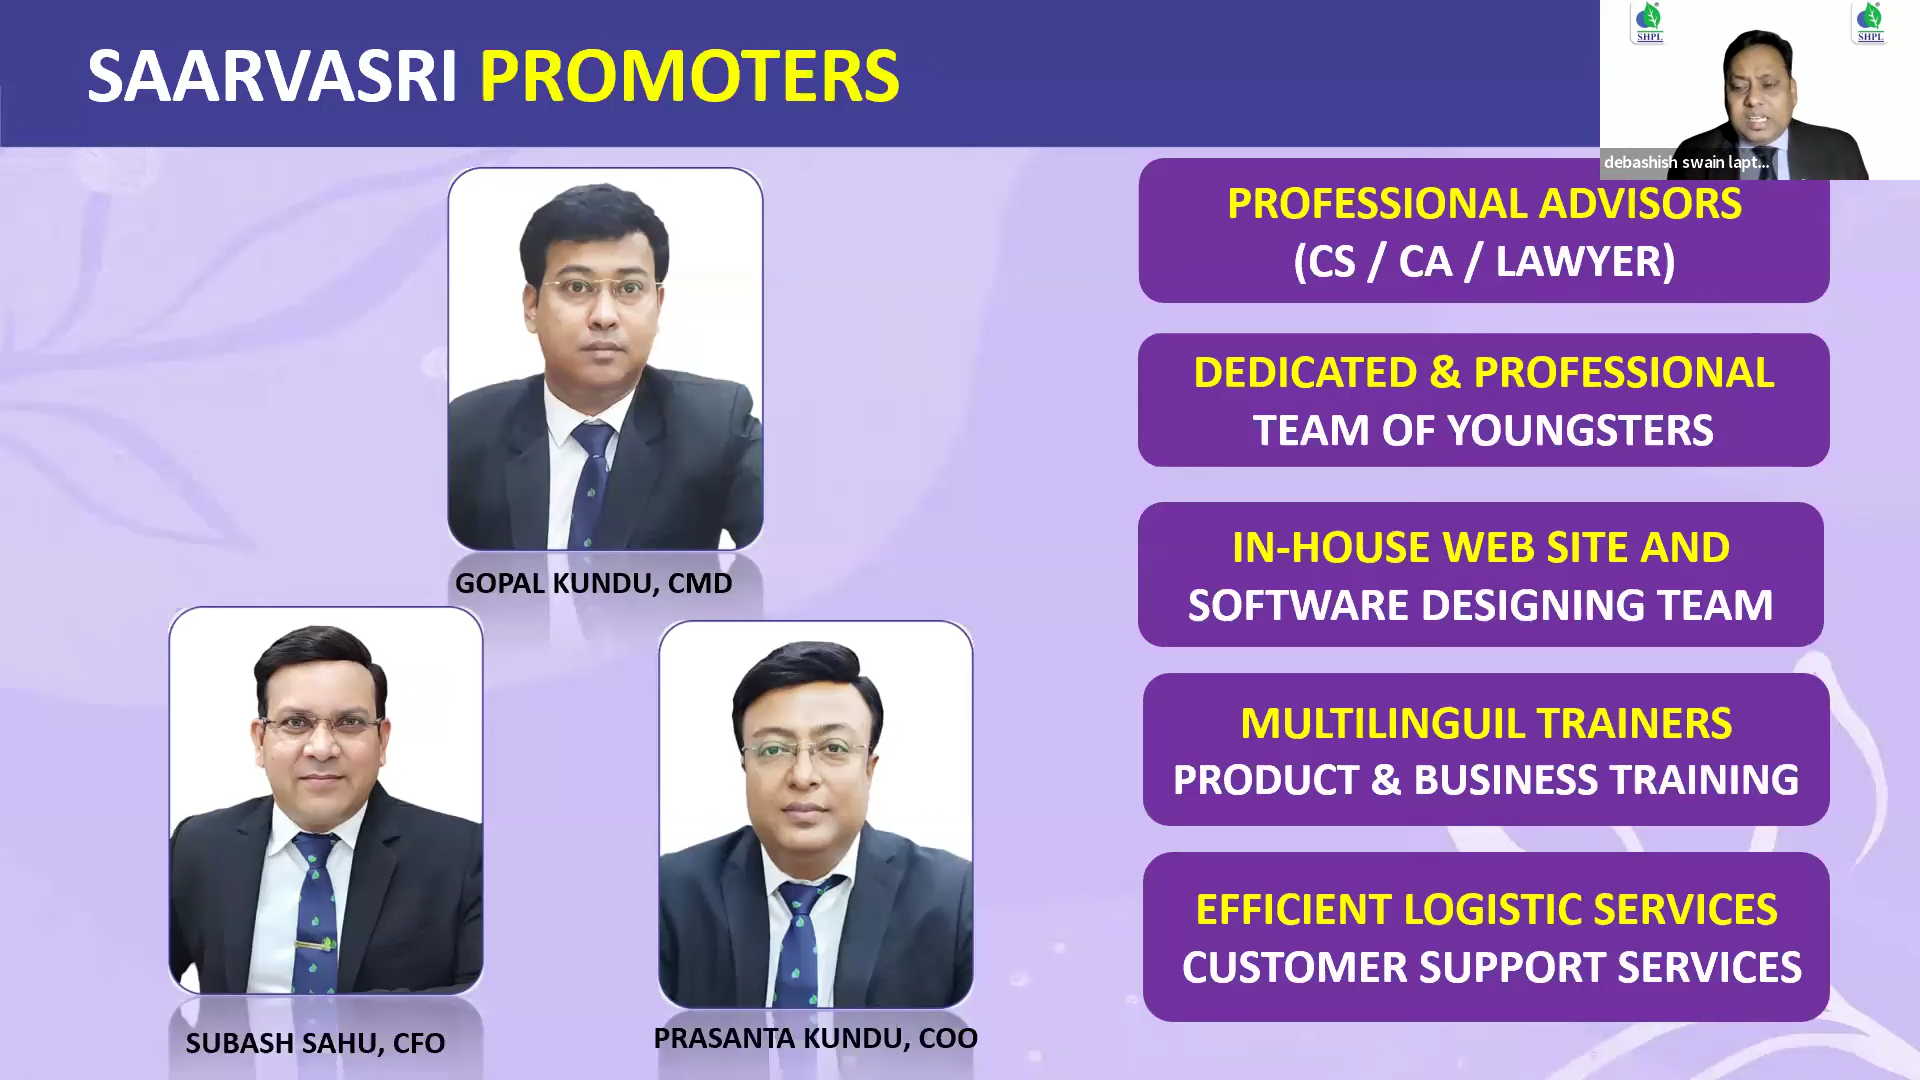 SAARVASRI PROMOTERS
SHPL
SHPL
debashish swain lapt...
GOPAL KUNDU, CMD
SUBASH SAHU, CFO
PRASANTA KUNDU, COO
PROFESSIONAL ADVISORS
(CS / CA / LAWYER)
DEDICATED & PROFESSIONAL
TEAM OF YOUNGSTERS
IN-HOUSE WEB SITE AND
SOFTWARE DESIGNING TEAM
MULTILINGUIL TRAINERS
PRODUCT & BUSINESS TRAINING
EFFICIENT LOGISTIC SERVICES
CUSTOMER SUPPORT SERVICES